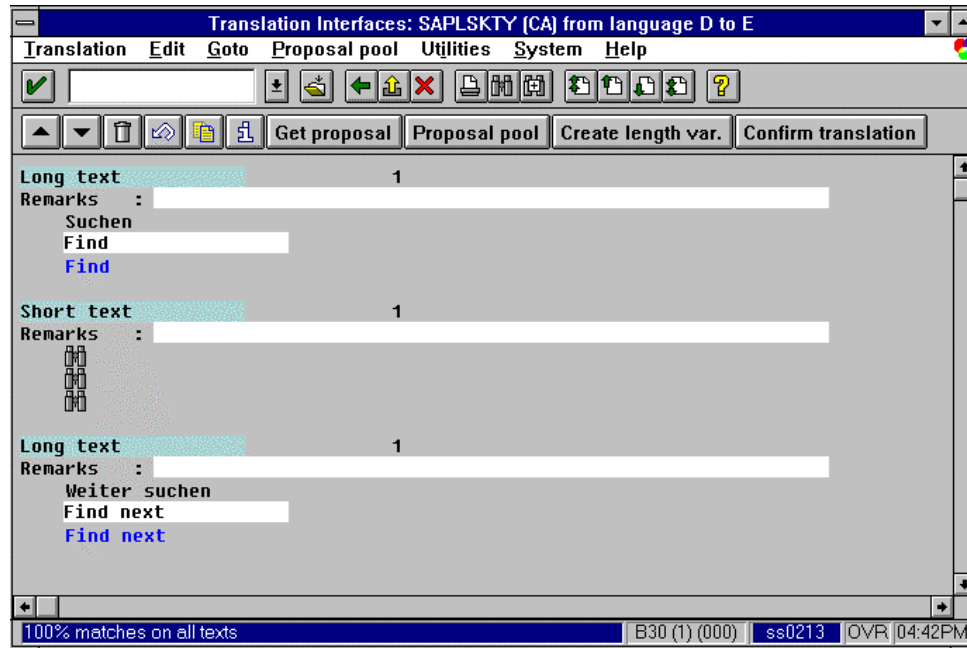 Translation Interfaces: SAPLSKTY (CA) from language D to E
Translation Edit Goto Proposal pool Utilities System Help
Get proposal Proposal pool Create length var. Confirm translation
Long text 1
Remarks :
Suchen
Find
Find
Short text 1
Remarks :
Long text 1
Remarks :
Weiter suchen
Find next
Find next
100% matches on all texts B30 (1) (000) ss0213 OVR 04:42PM